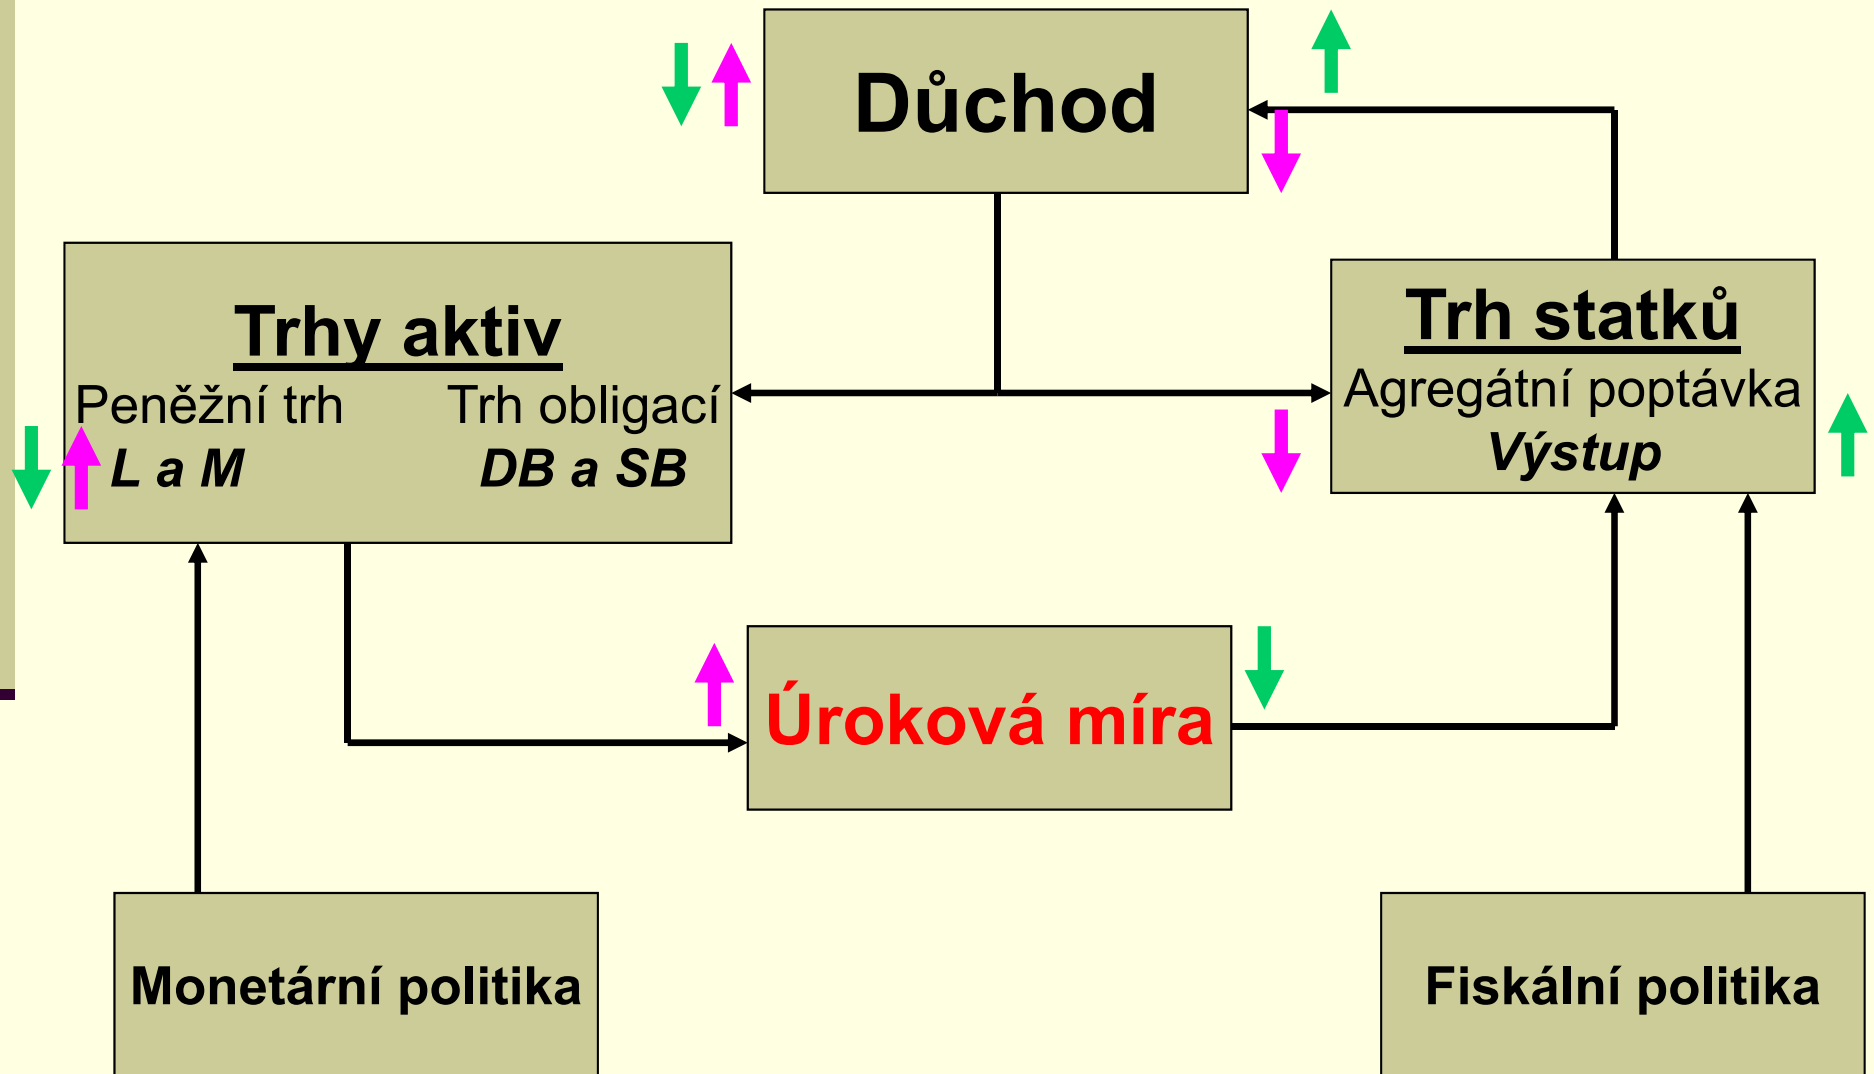 Důchod
Trhy aktiv
Peněžní trh Trh obligací
L a M DB a SB
Trh statků
Agregátní poptávka
Výstup
Úroková míra
Monetární politika
Fiskální politika